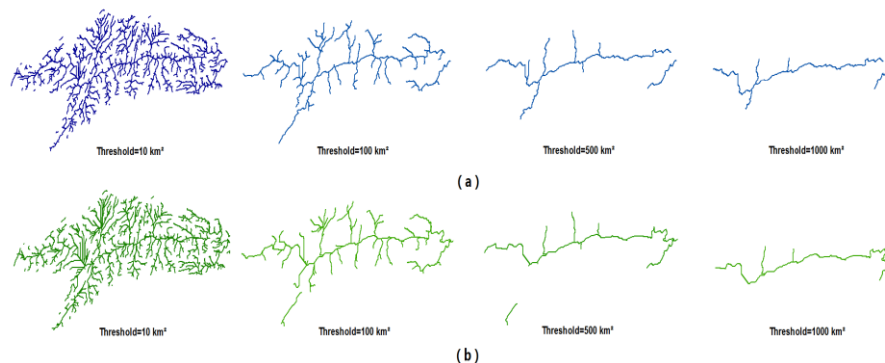 Threshold=10 km² Threshold=100 km² Threshold=500 km² Threshold=1000 km²
( a )
Threshold=10 km² Threshold=100 km² Threshold=500 km² Threshold=1000 km²
( b )